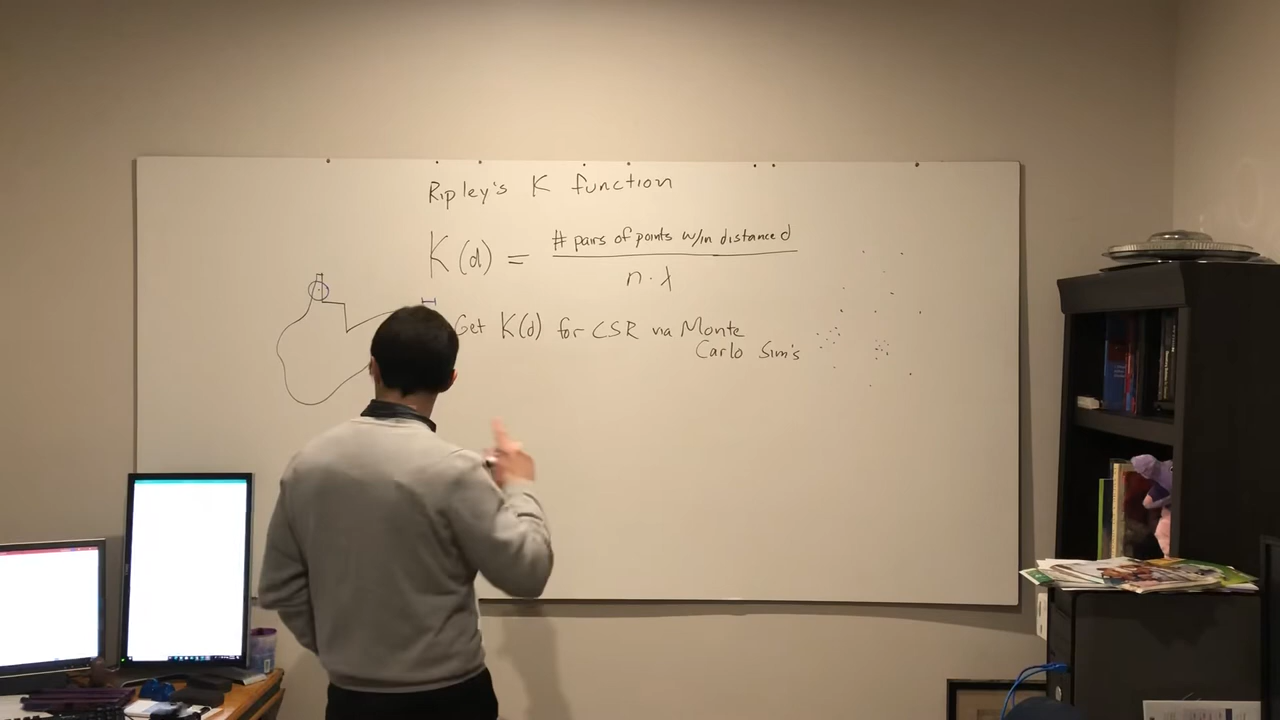 Ripley's K function
K(d) = # pairs of points w/in distance d
n·λ
Get K(d) for CSR via Monte
Carlo Sim's